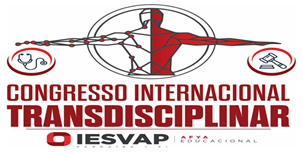 CONGRESSO INTERNACIONAL
TRANSDISCIPLINAR
IESVAP AFYA
EDUCACIONAL